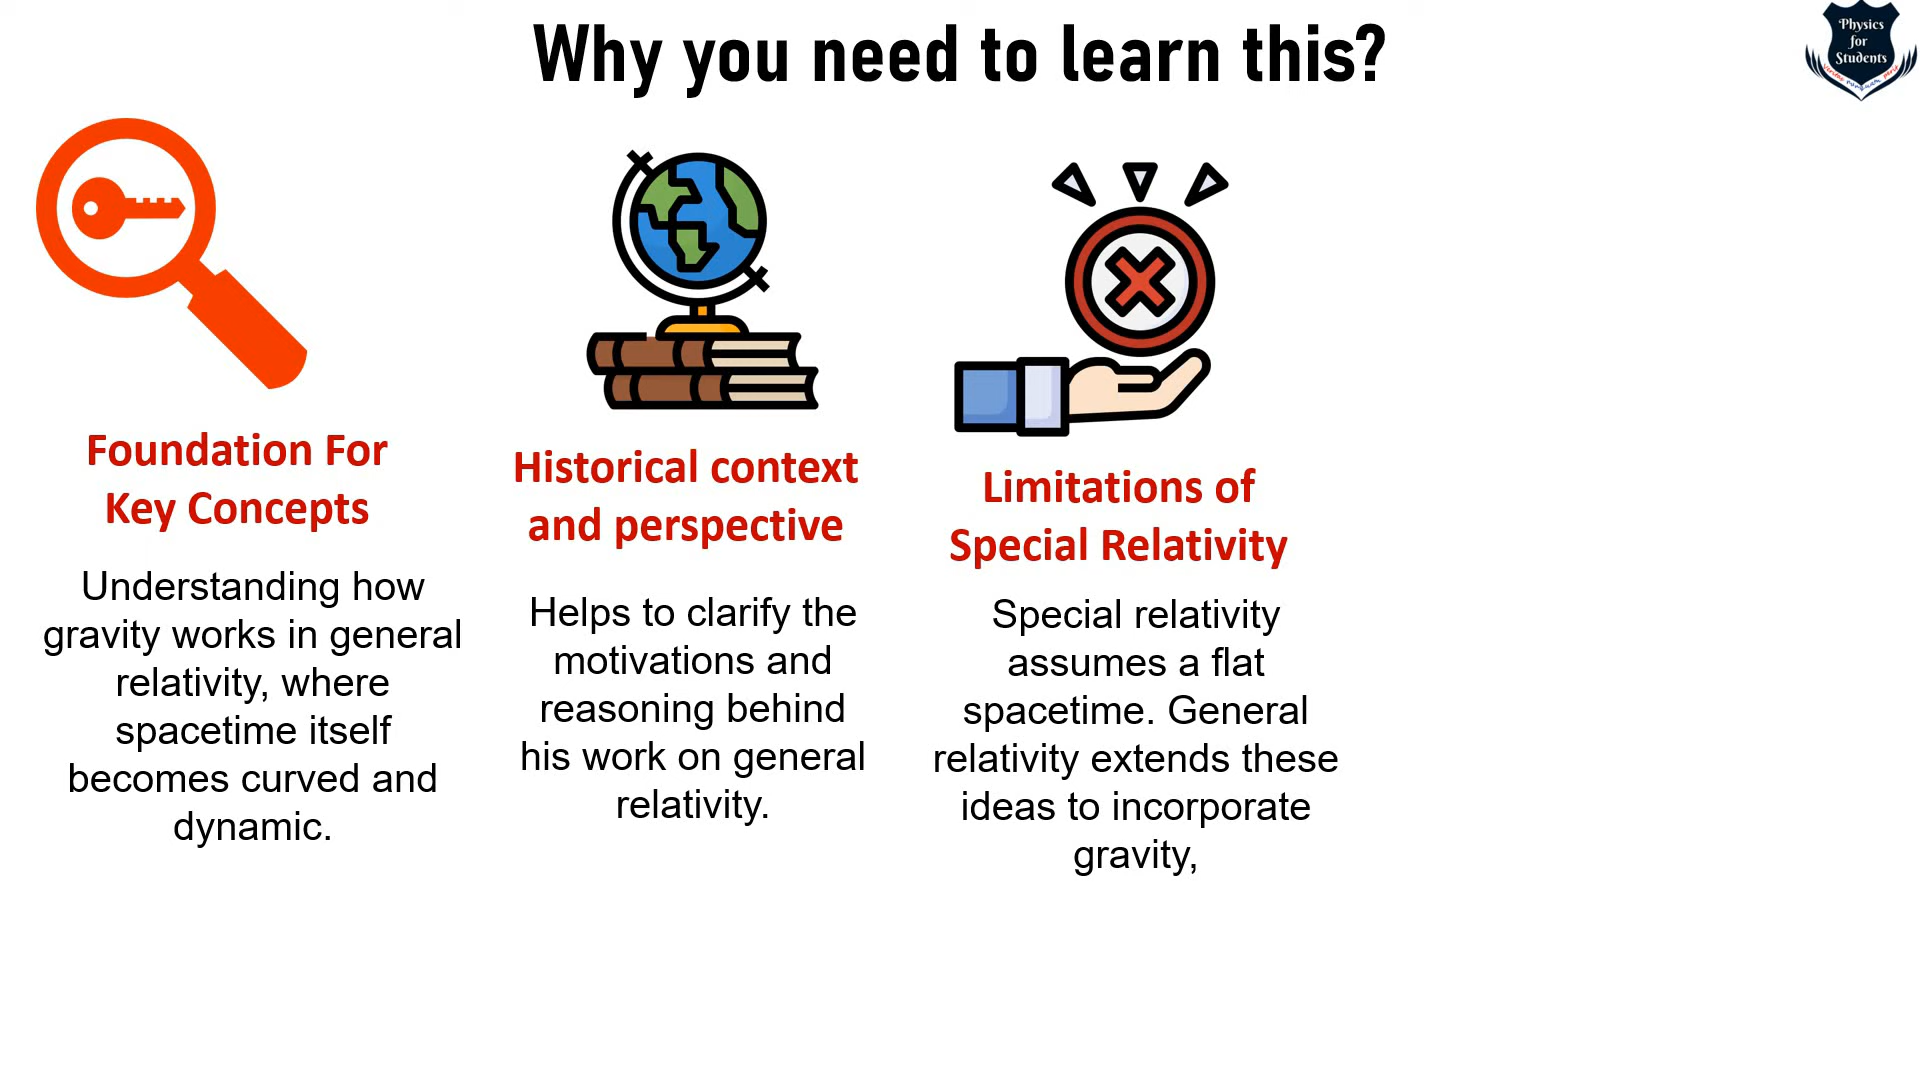 Why you need to learn this?
Physics
for
Students
Foundation For
Key Concepts
Understanding how
gravity works in general
relativity, where
spacetime itself
becomes curved and
dynamic.
Historical context
and perspective
Helps to clarify the
motivations and
reasoning behind
his work on general
relativity.
Limitations of
Special Relativity
Special relativity
assumes a flat
spacetime. General
relativity extends these
ideas to incorporate
gravity,